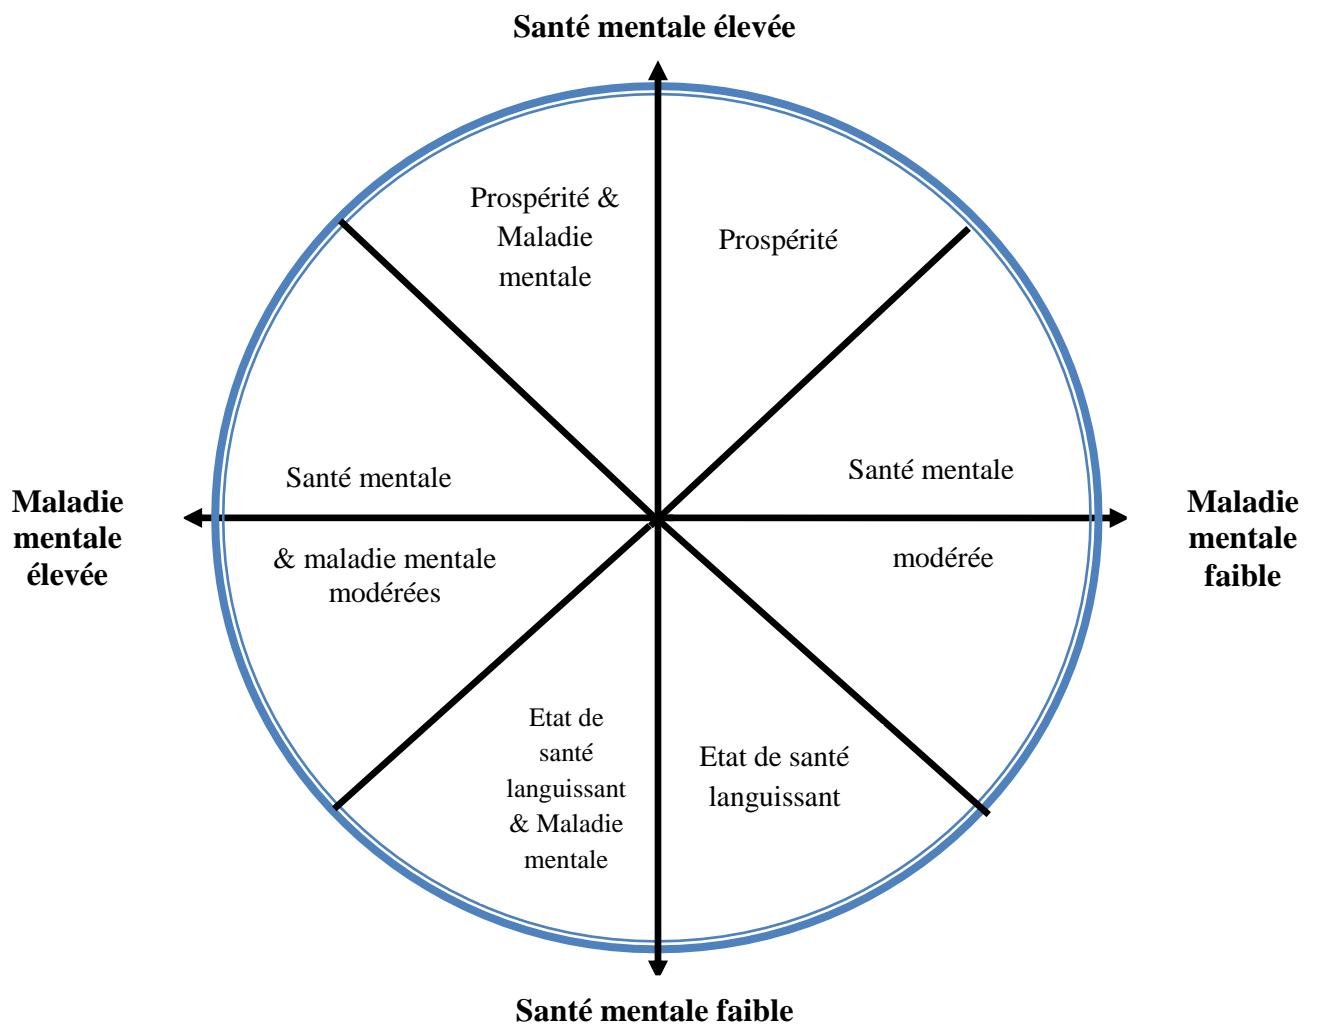 Santé mentale élevée
Prospérité &
Maladie
mentale
Prospérité
Santé mentale
& maladie mentale
modérées
Santé mentale
modérée
Maladie
mentale
élevée
Maladie
mentale
faible
Etat de
santé
languissant
& Maladie
mentale
Etat de santé
languissant
Santé mentale faible